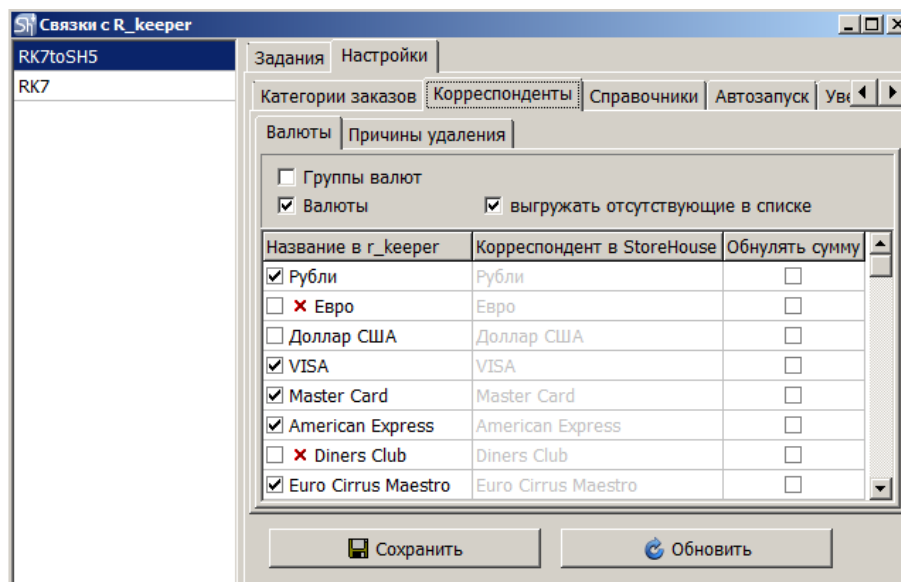 Sh Связки с R_keeper
RK7toSH5
RK7
Задания Настройки
Категории заказов Корреспонденты Справочники Автозапуск
Валюты Причины удаления
Группы валют
Валюты выгружать отсутствующие в списке
Название в r_keeper Корреспондент в StoreHouse Обнулять сумму
Рубли Рубли
Евро Евро
Доллар США Доллар США
VISA VISA
Master Card Master Card
American Express American Express
Diners Club Diners Club
Euro Cirrus Maestro Euro Cirrus Maestro
Сохранить Обновить